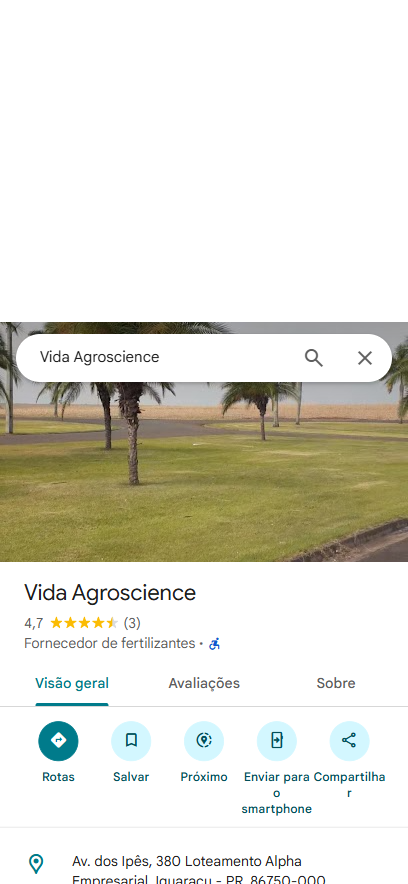 Vida Agroscience
Vida Agroscience
4,7 (3)
Fornecedor de fertilizantes ·
Visão geral Avaliações Sobre
Rotas Salvar Próximo Enviar para o smartphone Compartilhar
Av. dos Ipês, 380 Loteamento Alpha
Empresarial, Iguaraçu - PR, 86750-000